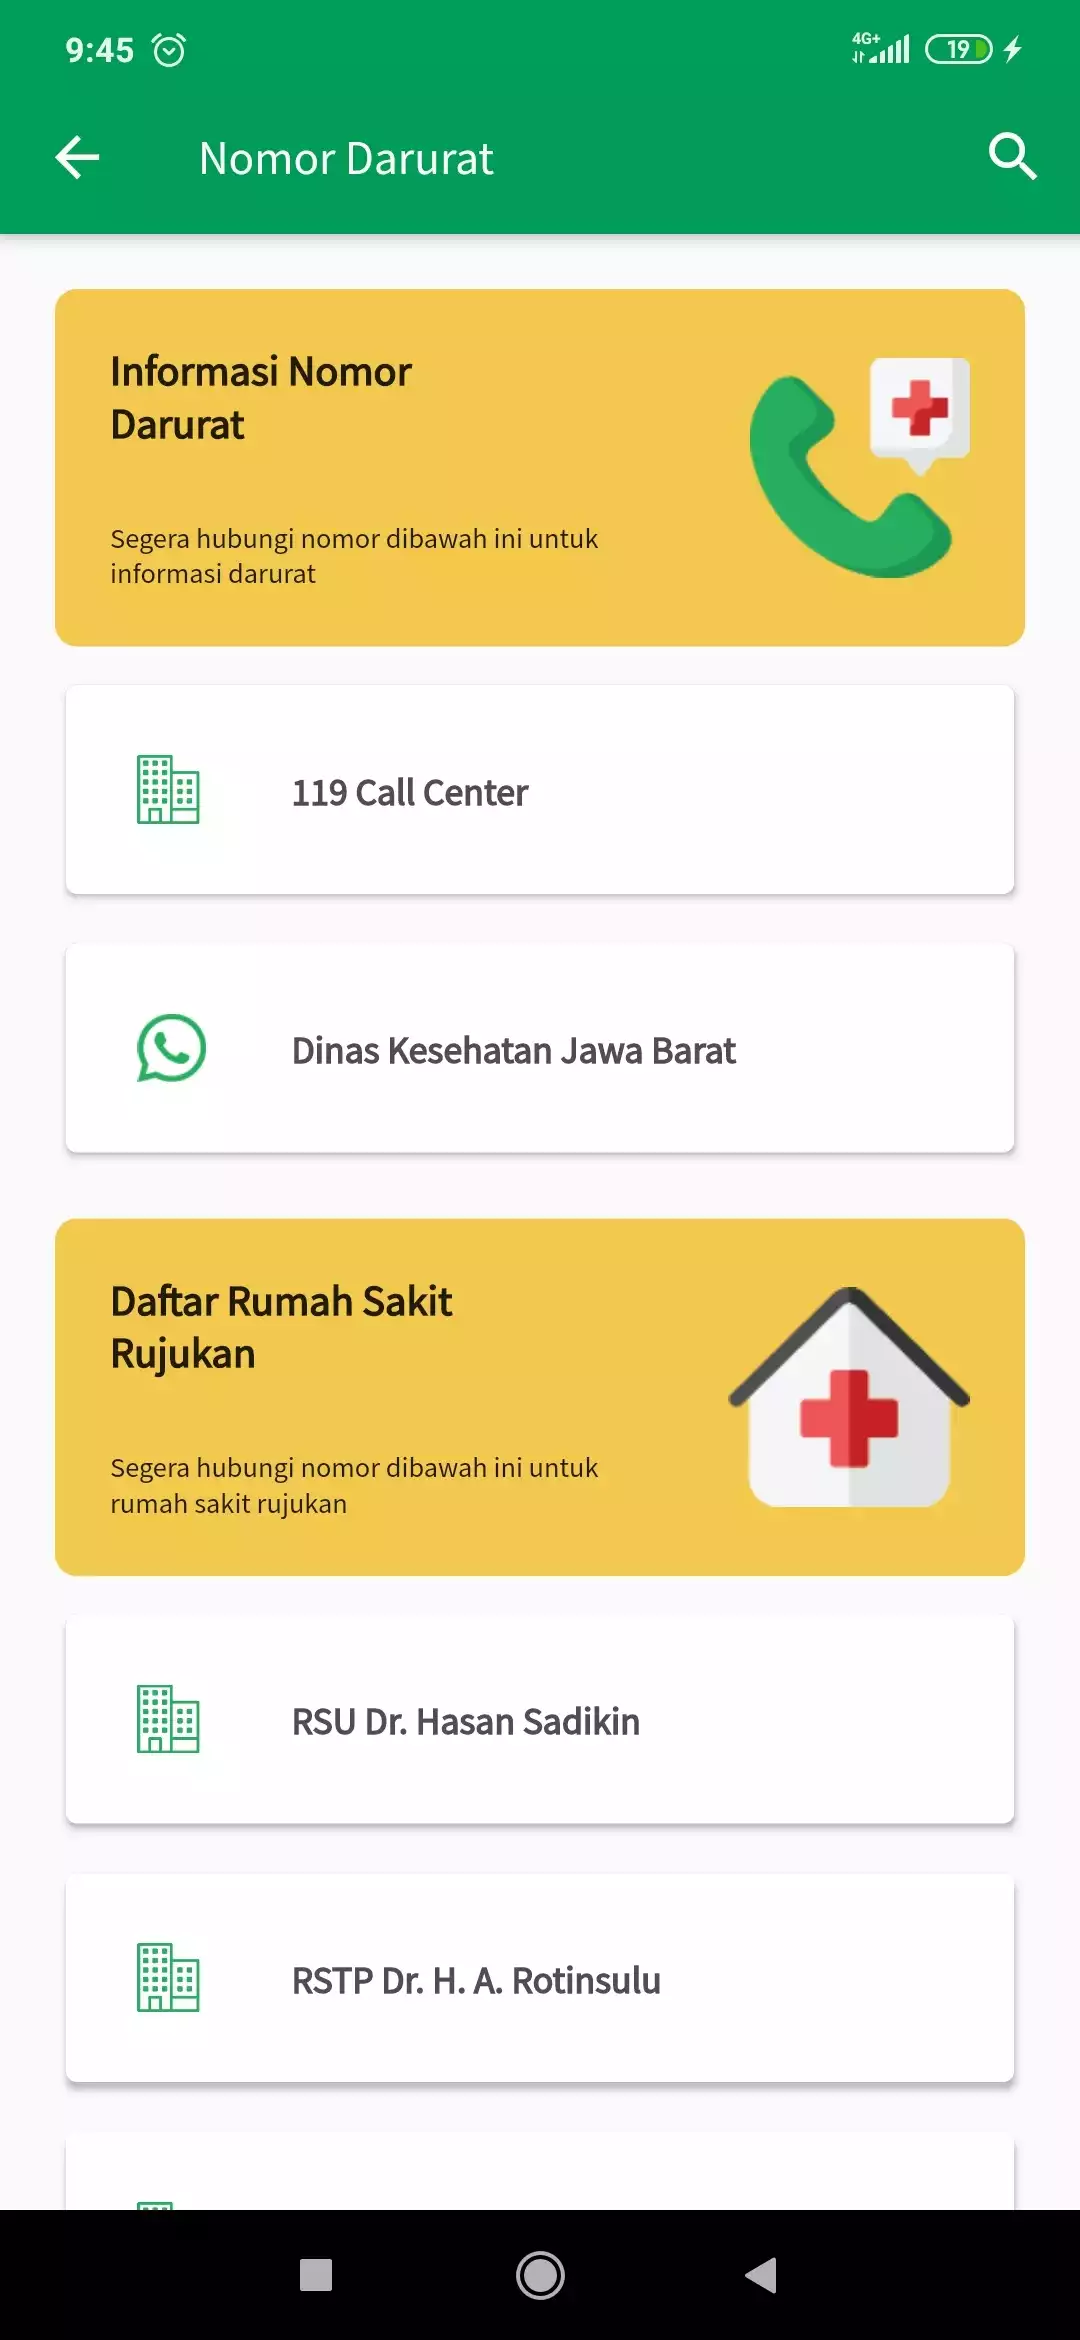 9:45 4G+ 19
Nomor Darurat
Informasi Nomor
Darurat
Segera hubungi nomor dibawah ini untuk
informasi darurat
119 Call Center
Dinas Kesehatan Jawa Barat
Daftar Rumah Sakit
Rujukan
Segera hubungi nomor dibawah ini untuk
rumah sakit rujukan
RSU Dr. Hasan Sadikin
RSTP Dr. H. A. Rotinsulu